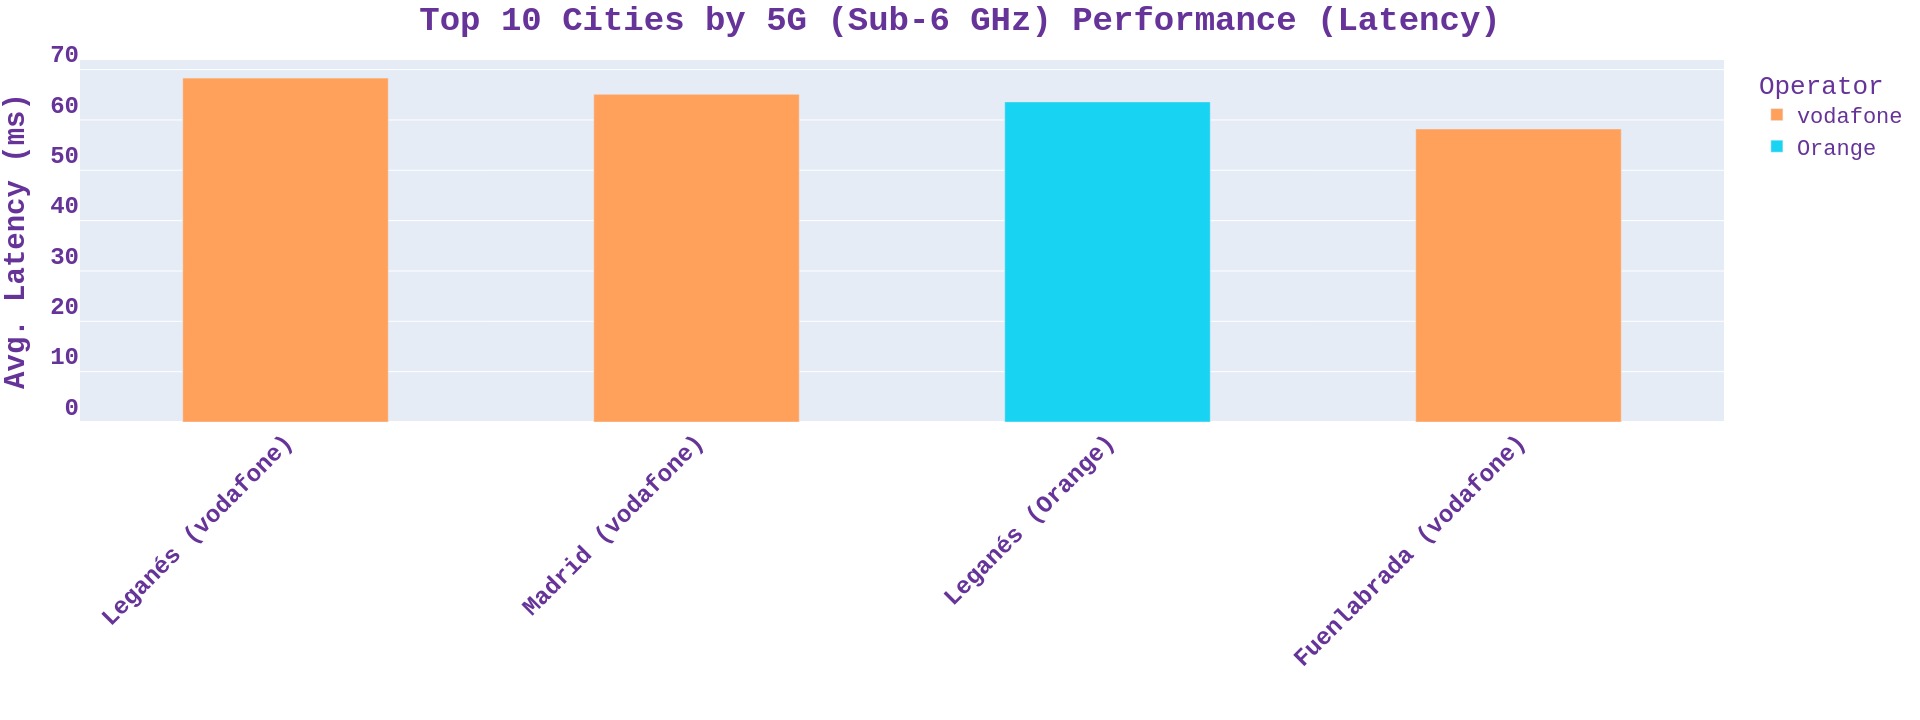 Top 10 Cities by 5G (Sub-6 GHz) Performance (Latency)
Avg. Latency (ms)
70
60
50
40
30
20
10
0
Leganés (vodafone)
Madrid (vodafone)
Leganés (Orange)
Fuenlabrada (vodafone)
Operator
vodafone
Orange